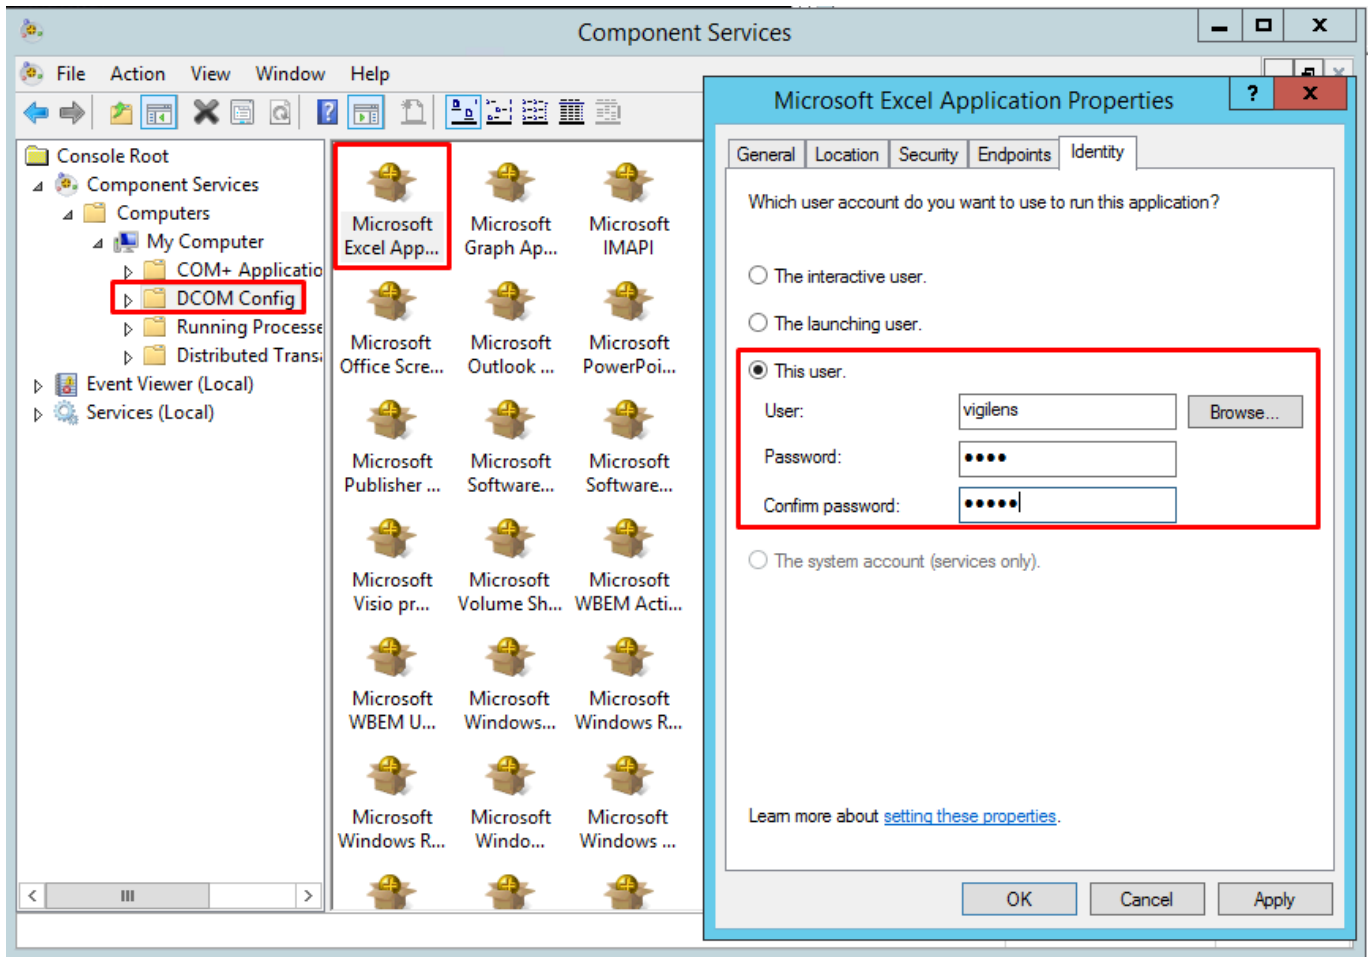 Component Services
File Action View Window Help
Console Root
Component Services
Computers
My Computer
COM+ Applicatio
DCOM Config
Running Processe
Distributed Transa
Event Viewer (Local)
Services (Local)
Microsoft Excel App...
Microsoft Graph Ap...
Microsoft IMAPI
Microsoft Office Scre...
Microsoft Outlook ...
Microsoft PowerPoi...
Microsoft Publisher ...
Microsoft Software...
Microsoft Software...
Microsoft Visio pr...
Microsoft Volume Sh...
Microsoft WBEM Acti...
Microsoft WBEM U...
Microsoft Windows...
Microsoft Windows R...
Microsoft Windows R...
Microsoft Windo...
Microsoft Windows ...
Microsoft Excel Application Properties
? x
General Location Security Endpoints Identity
Which user account do you want to use to run this application?
The interactive user.
The launching user.
This user.
User: vigilens Browse...
Password: ●●●●
Confirm password: ●●●●●
The system account (services only).
Learn more about setting these properties.
OK Cancel Apply